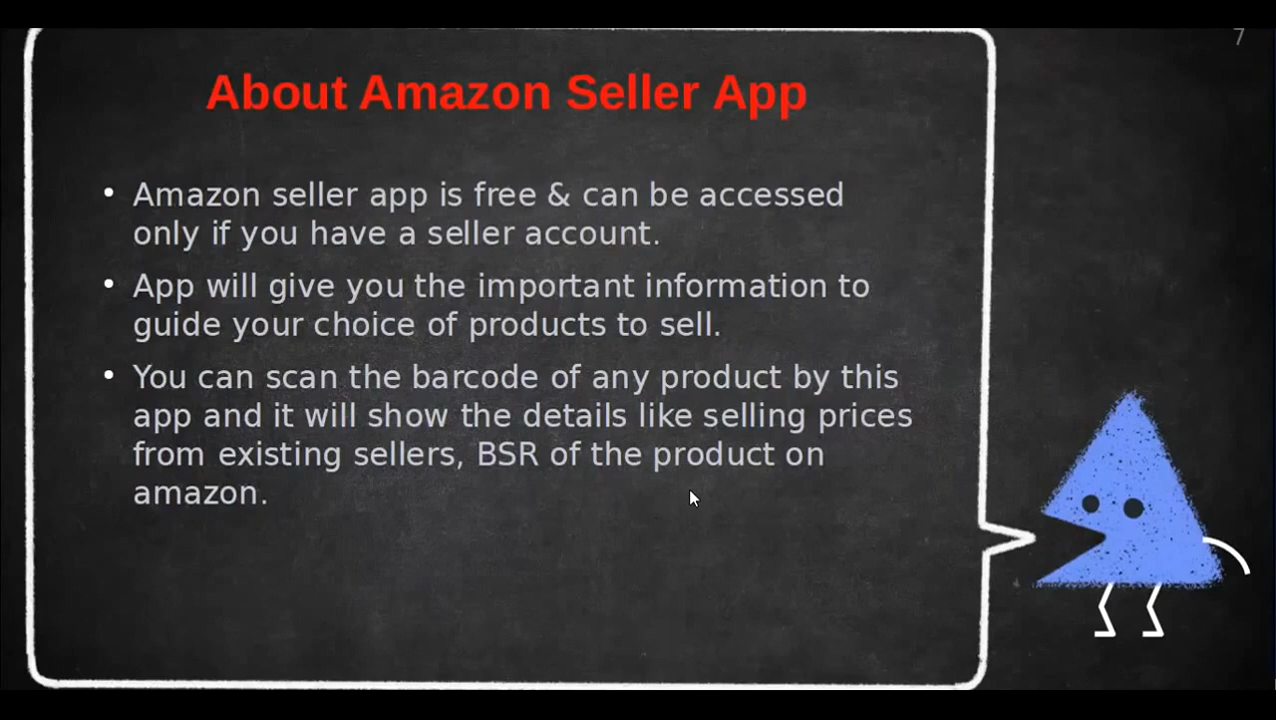 7
About Amazon Seller App
• Amazon seller app is free & can be accessed
only if you have a seller account.
• App will give you the important information to
guide your choice of products to sell.
• You can scan the barcode of any product by this
app and it will show the details like selling prices
from existing sellers, BSR of the product on
amazon.